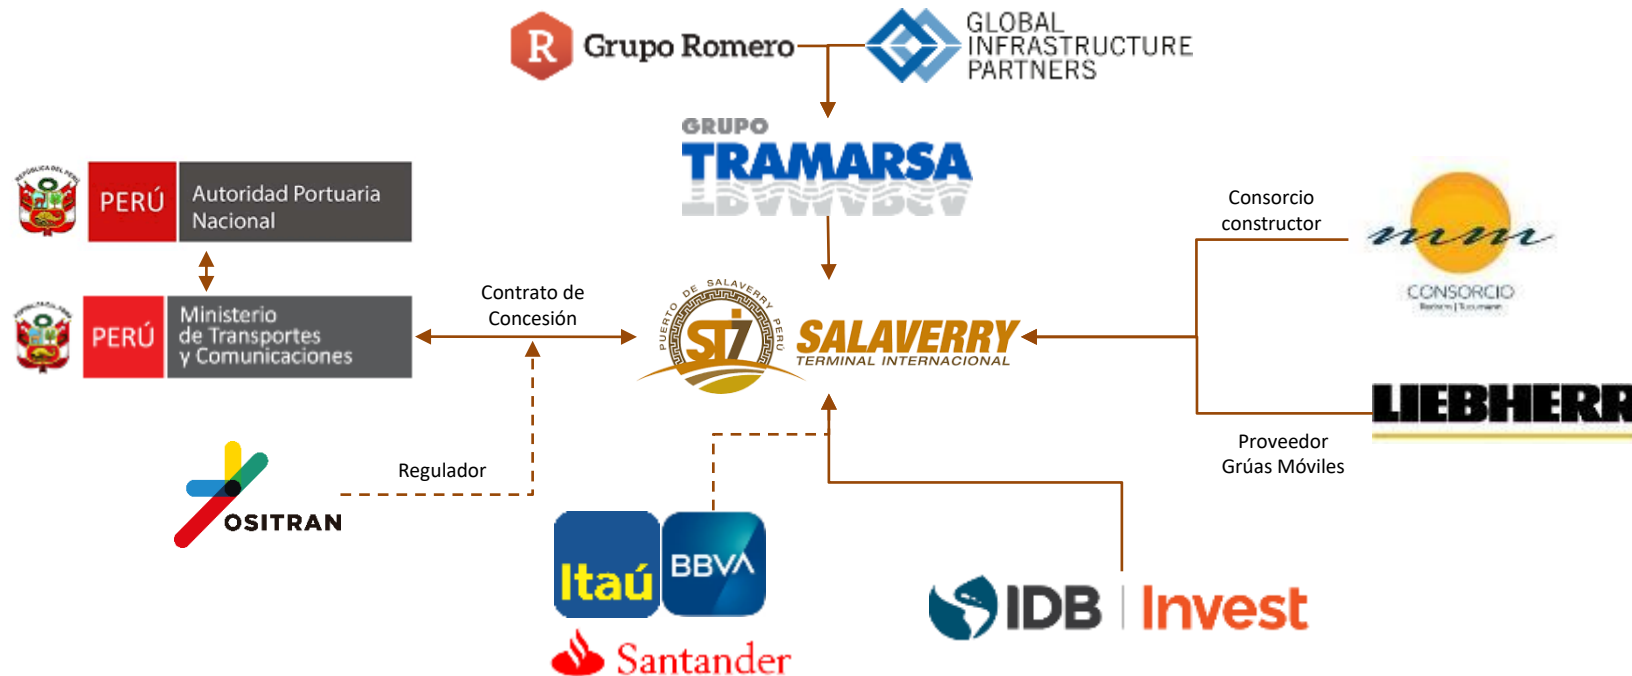 R Grupo Romero
GLOBAL
INFRASTRUCTURE
PARTNERS
GRUPO
TRAMARSA
REPÚBLICA DEL PERÚ
PERÚ
Autoridad Portuaria
Nacional
PERÚ
Ministerio
de Transportes
y Comunicaciones
Contrato de
Concesión
PUERTO DE SALAVERRY PERÚ
STi
SALAVERRY
TERMINAL INTERNACIONAL
Consorcio
constructor
mm
CONSORCIO
LIEBHERR
Proveedor
Grúas Móviles
Regulador
OSITRAN
Itaú
BBVA
Santander
IDB | Invest